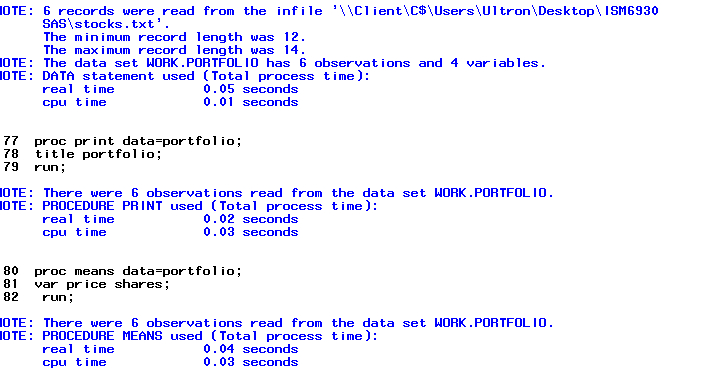 IOTE: 6 records were read from the infile '\\Client\C$\Users\Ultron\Desktop\ISM6930
SAS\stocks.txt'.
The minimum record length was 12.
The maximum record length was 14.
IOTE: The data set WORK.PORTFOLIO has 6 observations and 4 variables.
IOTE: DATA statement used (Total process time):
real time 0.05 seconds
cpu time 0.01 seconds
77 proc print data=portfolio;
78 title portfolio;
79 run;
IOTE: There were 6 observations read from the data set WORK.PORTFOLIO.
IOTE: PROCEDURE PRINT used (Total process time):
real time 0.02 seconds
cpu time 0.03 seconds
80 proc means data=portfolio;
81 var price shares;
82 run;
IOTE: There were 6 observations read from the data set WORK.PORTFOLIO.
IOTE: PROCEDURE MEANS used (Total process time):
real time 0.04 seconds
cpu time 0.03 seconds